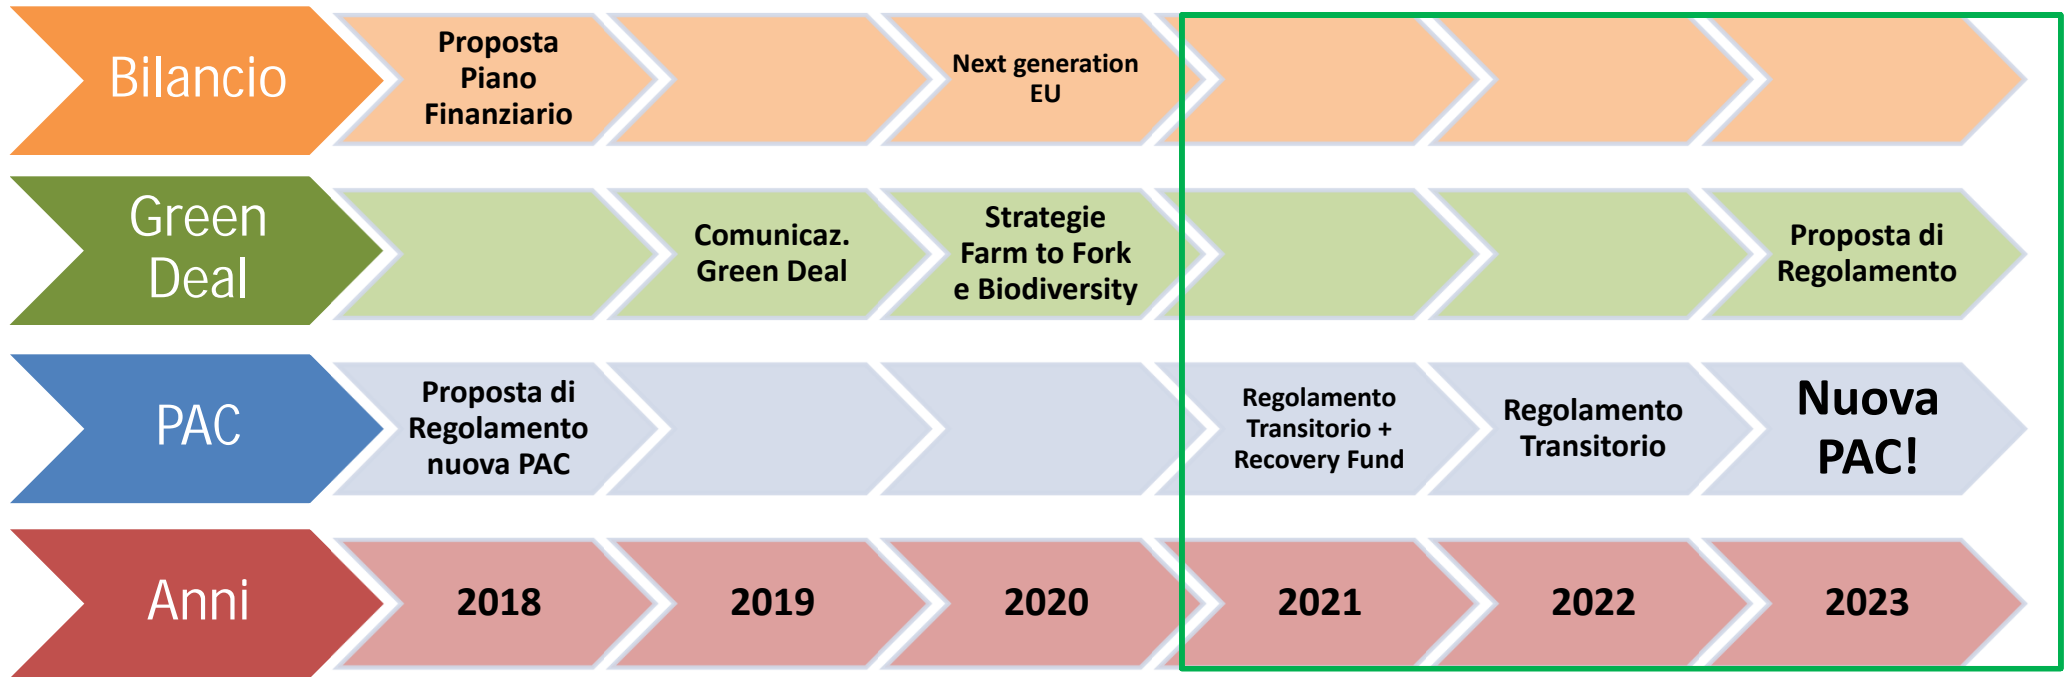 Bilancio
Proposta
Piano
Finanziario
Next generation
EU
Green
Deal
Comunicaz.
Green Deal
Strategie
Farm to Fork
e Biodiversity
Proposta di
Regolamento
PAC
Proposta di
Regolamento
nuova PAC
Regolamento
Transitorio +
Recovery Fund
Regolamento
Transitorio
Nuova
PAC!
Anni
2018
2019
2020
2021
2022
2023